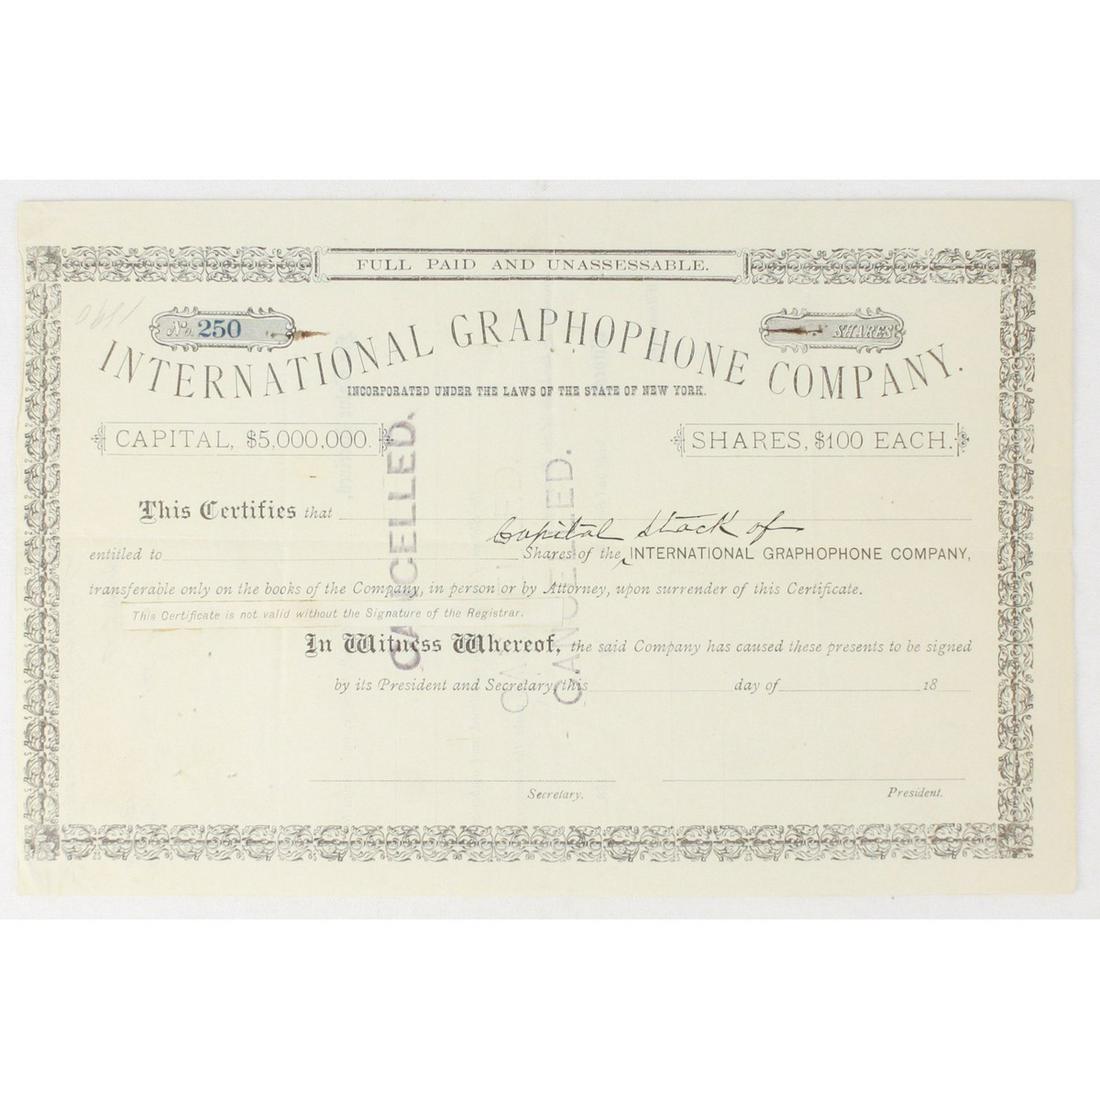 FULL PAID AND UNASSESSABLE.
1890
No. 250
SHARES
INTERNATIONAL GRAPHOPHONE COMPANY.
INCORPORATED UNDER THE LAWS OF THE STATE OF NEW YORK.
CAPITAL, $5,000,000.
SHARES, $100 EACH.
CANCELLED.
CANCELLED.
This Certifies that
Capital Stock of
entitled to Shares of the ‸ INTERNATIONAL GRAPHOPHONE COMPANY,
transferable only on the books of the Company, in person or by Attorney, upon surrender of this Certificate.
This Certificate is not valid without the Signature of the Registrar.
In Witness Whereof, the said Company has caused these presents to be signed
by its President and Secretary, this day of 18
Secretary.
President.